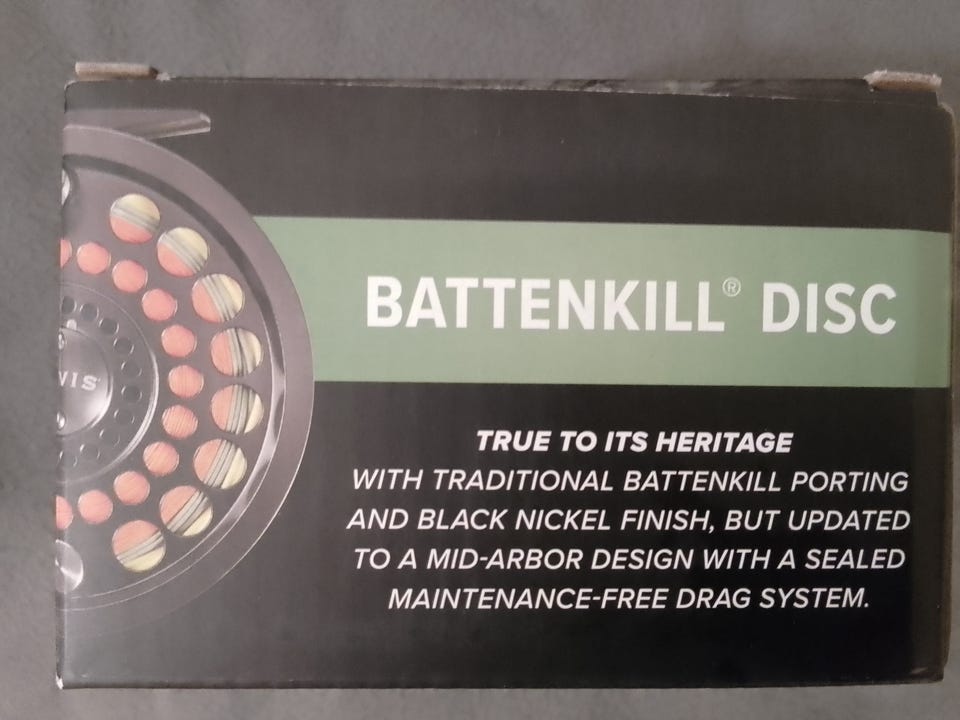 BATTENKILL® DISC
TRUE TO ITS HERITAGE
WITH TRADITIONAL BATTENKILL PORTING
AND BLACK NICKEL FINISH, BUT UPDATED
TO A MID-ARBOR DESIGN WITH A SEALED
MAINTENANCE-FREE DRAG SYSTEM.
VIS